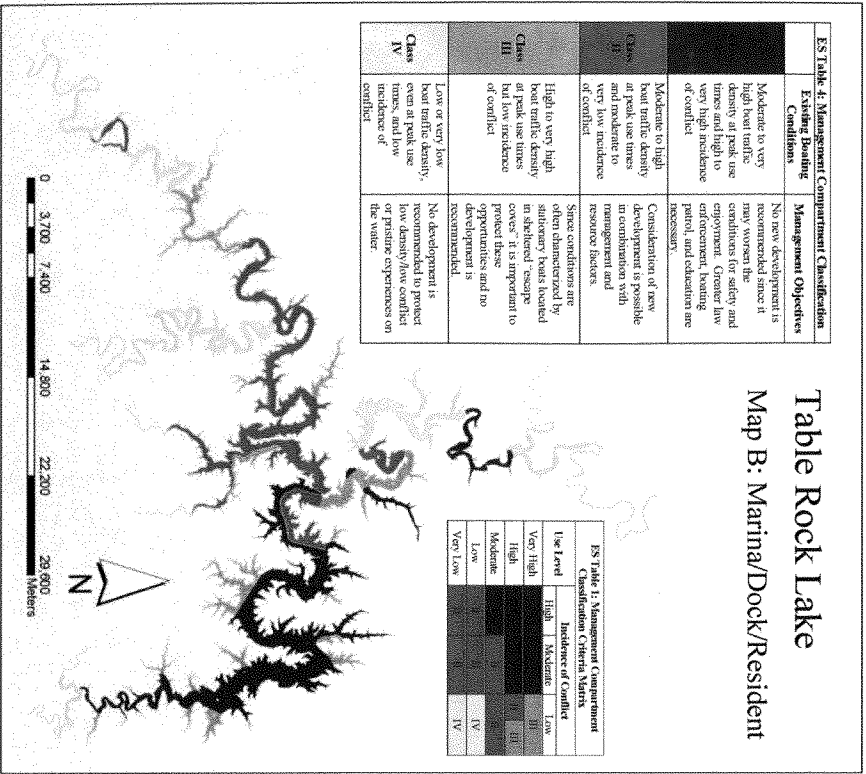 Table Rock Lake
Map B: Marina/Dock/Resident
ES Table 4: Management Compartment Classification
Existing Boating
Conditions
Management Objectives
Moderate to very
high boat traffic
density at peak use
times and high to
very high incidence
of conflict
No new development is
recommended since it
may worsen the
conditions for safety and
enjoyment. Greater law
enforcement, boating
patrol, and education are
necessary.
Class
II
Moderate to high
boat traffic density
at peak use times
and moderate to
very low incidence
of conflict
Consideration of new
development is possible
in combination with
management and
resource factors.
Class
III
High to very high
boat traffic density
at peak use times
but low incidence
of conflict
Since conditions are
often characterized by
stationary boats located
in sheltered "escape
coves" it is important to
protect these
opportunities and no
development is
recommended.
Class
IV
Low or very low
boat traffic density,
even at peak use
times, and low
incidence of
conflict
No development is
recommended to protect
low density/low conflict
or pristine experiences on
the water.
ES Table 1: Management Compartment
Classification Criteria Matrix
Use Level
Incidence of Conflict
High Moderate Low
Very High III
High III
Moderate II II
Low II II IV
Very Low II II IV
N
0 3,700 7,400 14,800 22,200 29,600
Meters